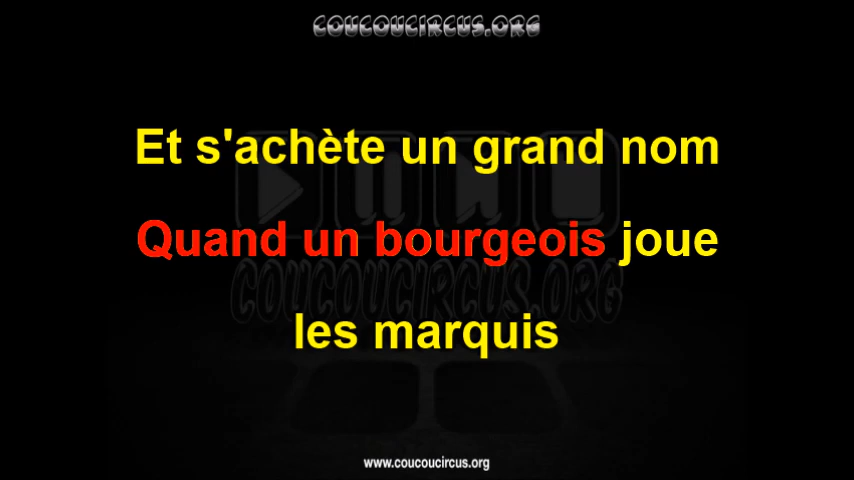 COUCOUCIRCUS.ORG
Et s'achète un grand nom
Quand un bourgeois joue
COUCOUCIRCUS.ORG
les marquis
www.coucoucircus.org